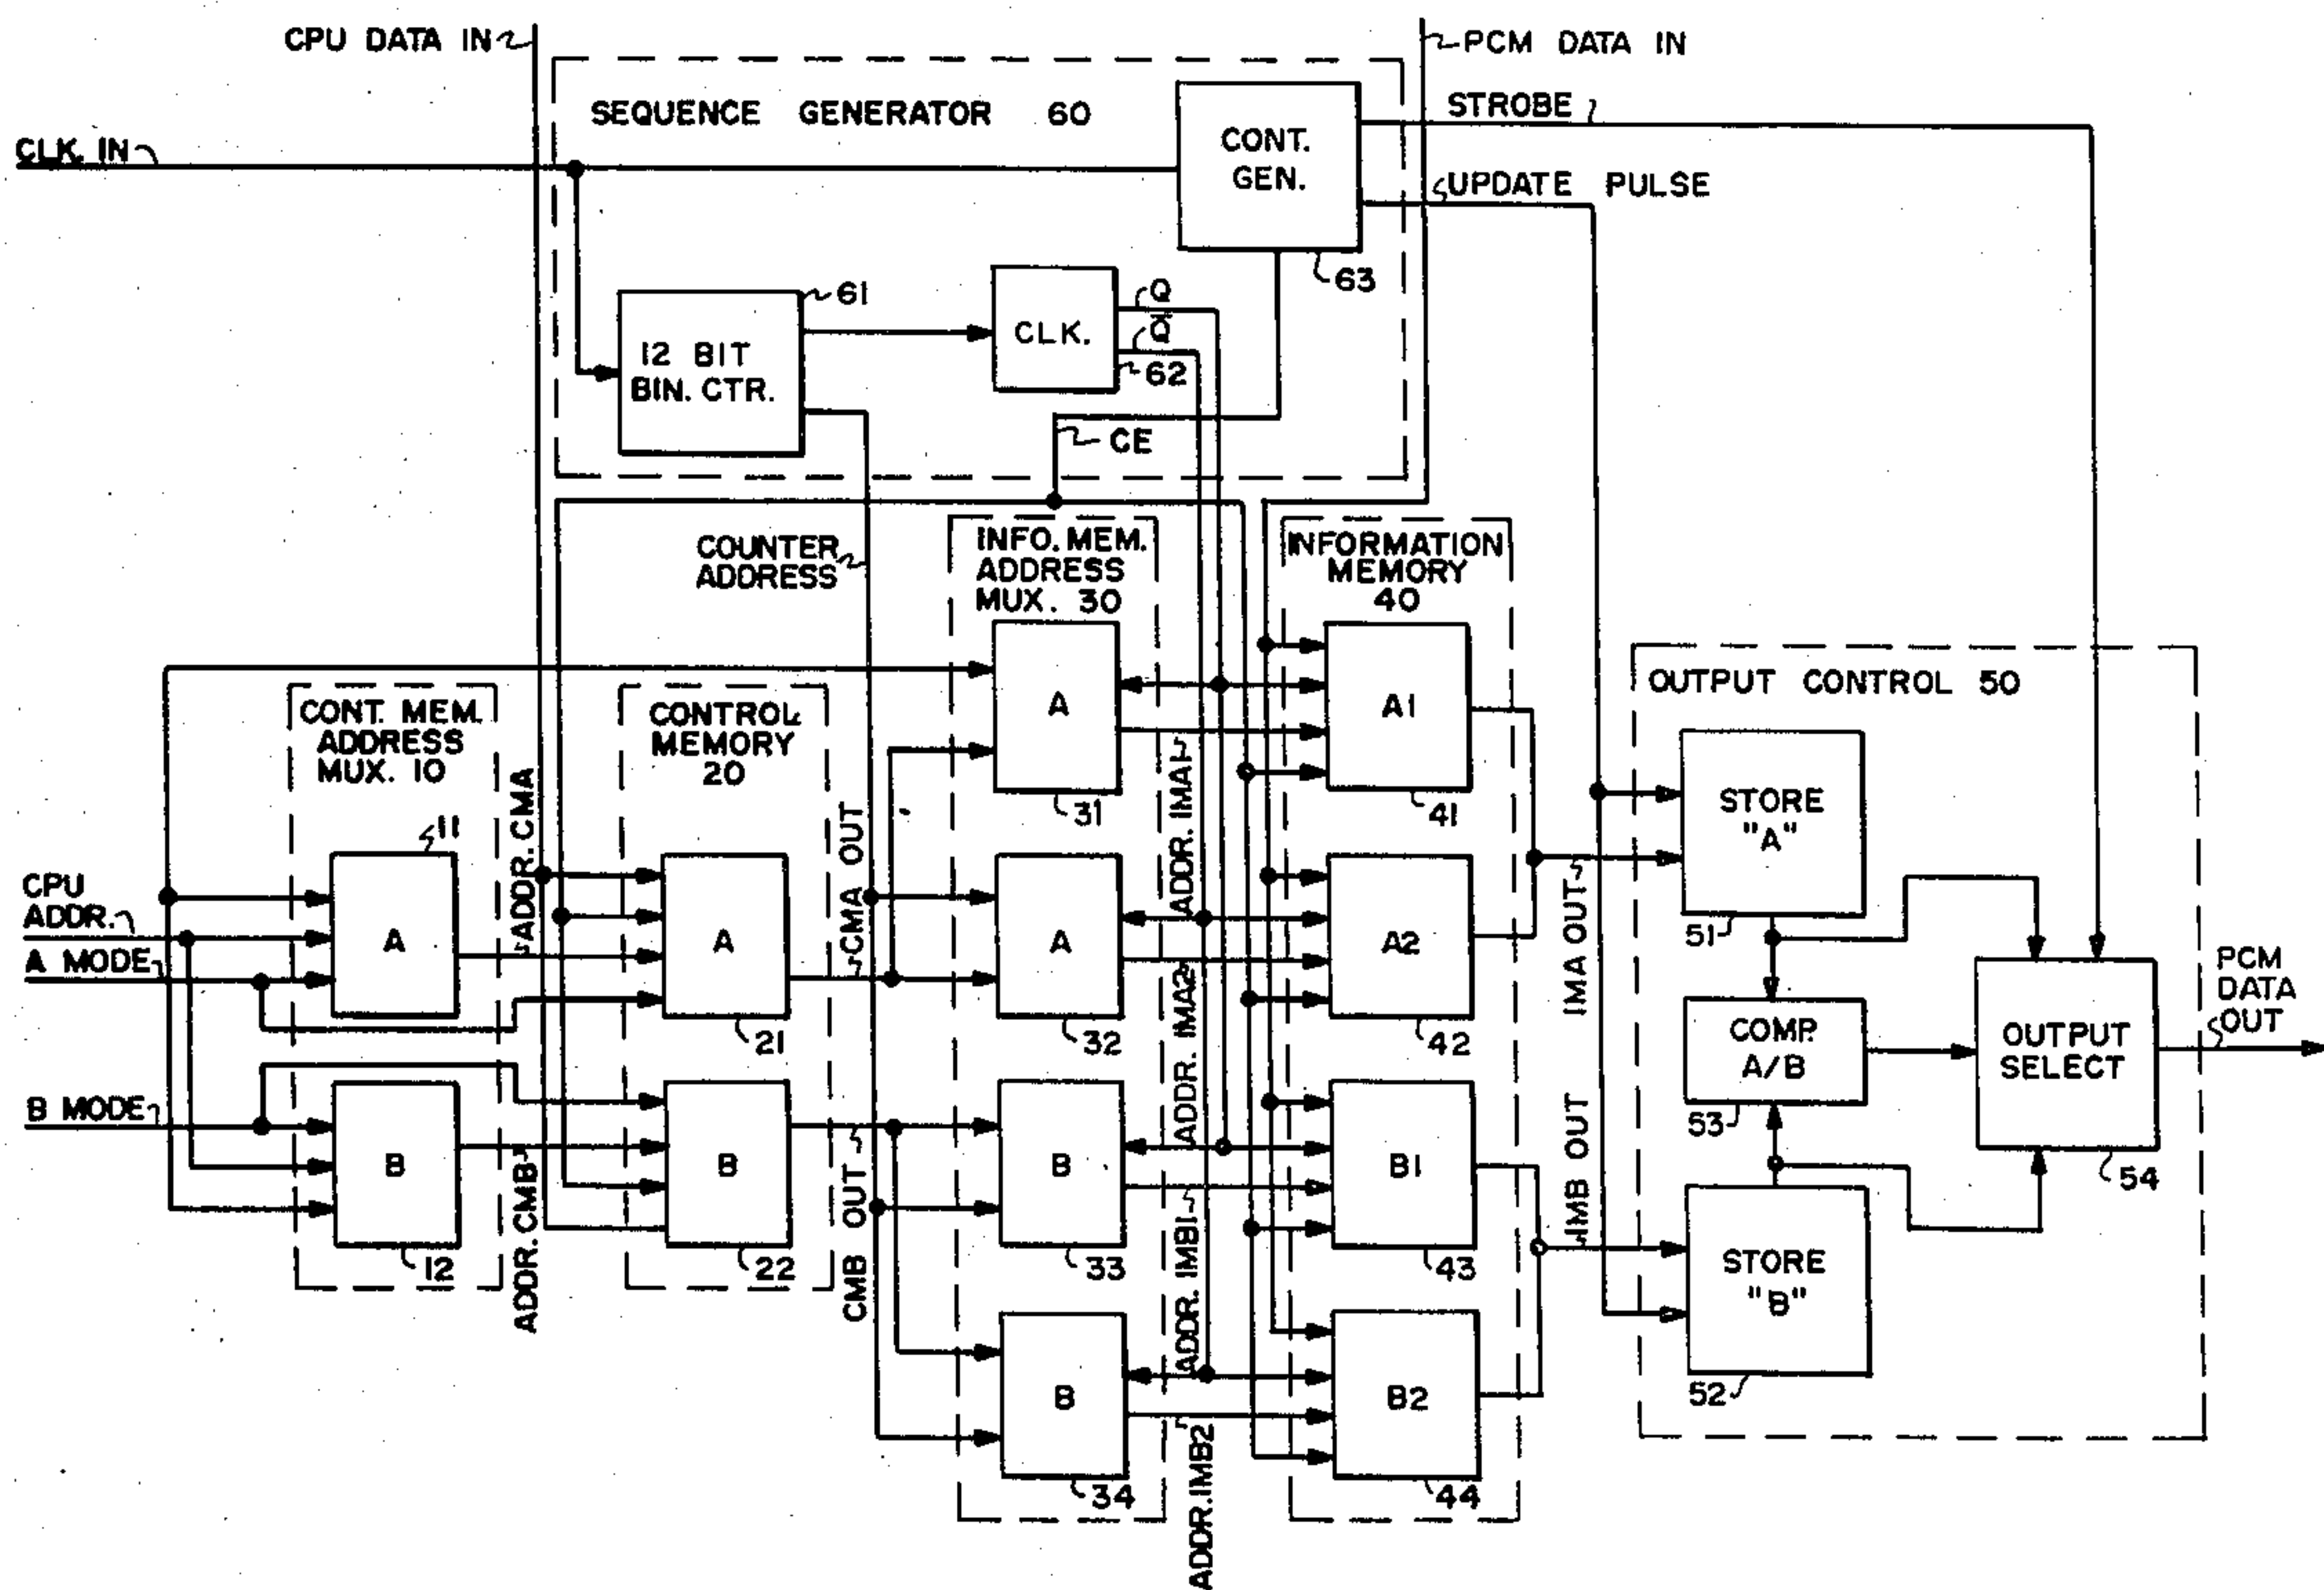 CPU DATA IN
PCM DATA IN
SEQUENCE GENERATOR 60
STROBE
CLK. IN
CONT.
GEN.
UPDATE PULSE
63
61
12 BIT
BIN. CTR.
CLK.
Q
Q̅
62
CE
COUNTER
ADDRESS
INFO. MEM.
ADDRESS
MUX. 30
INFORMATION
MEMORY
40
CONT. MEM.
ADDRESS
MUX. 10
CONTROL
MEMORY
20
OUTPUT CONTROL 50
A
31
A1
41
ADDR. IMA1
STORE
"A"
51
CPU
ADDR.
A MODE
A
11
ADDR. CMA
A
21
CMA OUT
A
32
ADDR. IMA2
A2
42
IMA OUT
COMP.
A/B
53
OUTPUT
SELECT
54
PCM
DATA
OUT
B MODE
B
12
ADDR. CMB
B
22
CMB OUT
B
33
ADDR. IMB1
B1
43
IMB OUT
STORE
"B"
52
B
34
ADDR. IMB2
B2
44